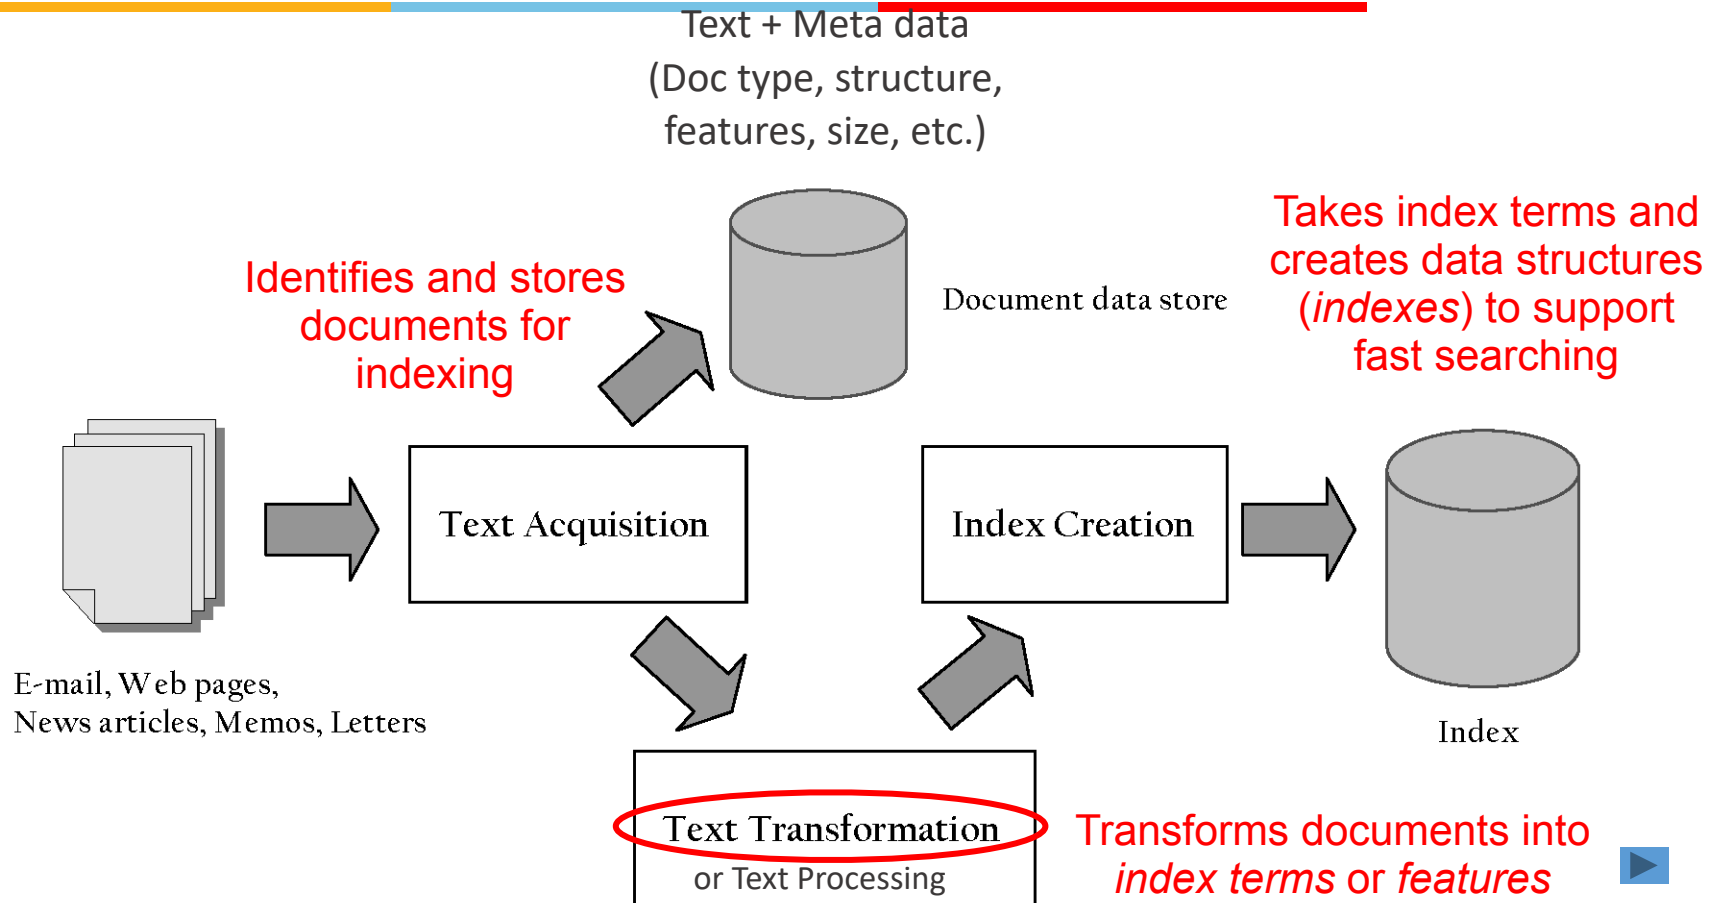 Text + Meta data
(Doc type, structure,
features, size, etc.)
Identifies and stores
documents for
indexing
Document data store
Takes index terms and
creates data structures
(indexes) to support
fast searching
Text Acquisition
Index Creation
E-mail, Web pages,
News articles, Memos, Letters
Index
Text Transformation
or Text Processing
Transforms documents into
index terms or features